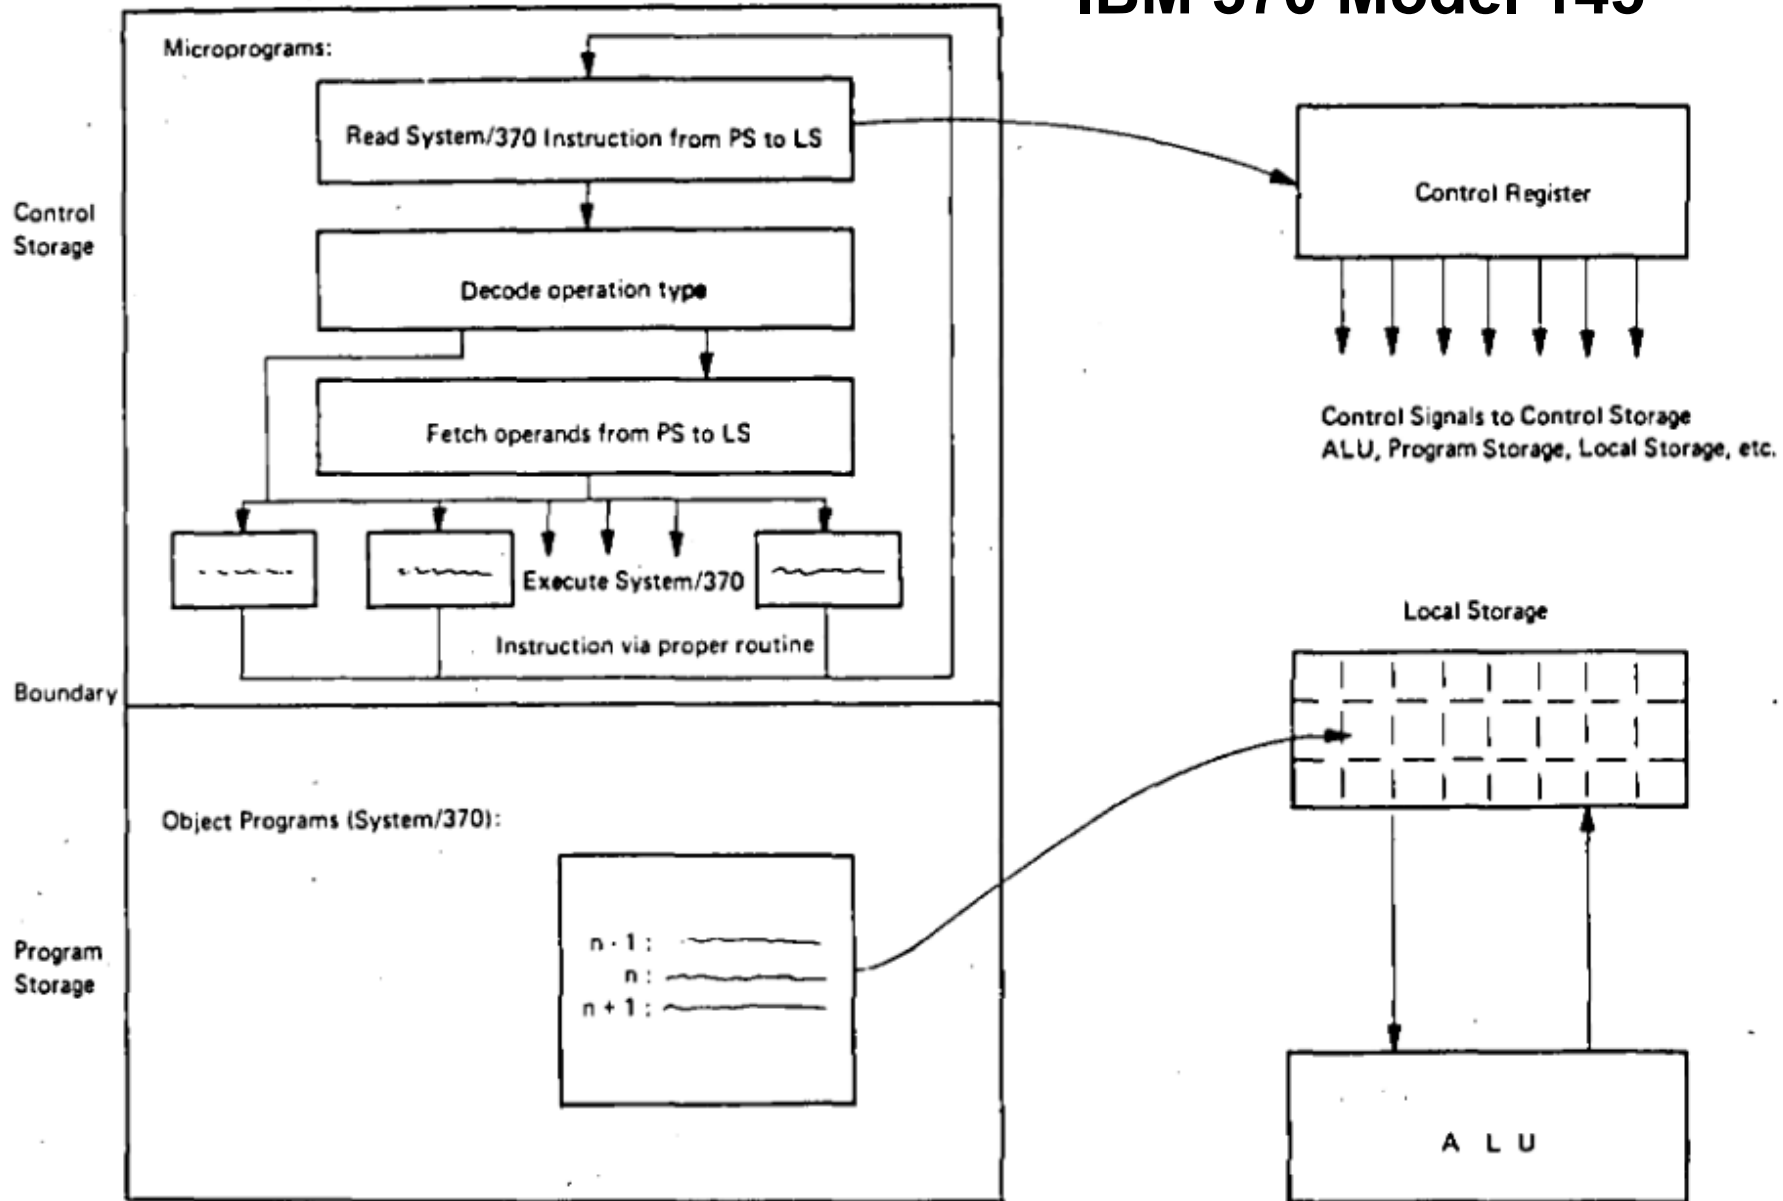 IBM 370 Model 145
Microprograms:
Read System/370 Instruction from PS to LS
Control Register
Control
Storage
Decode operation type
Control Signals to Control Storage
ALU, Program Storage, Local Storage, etc.
Fetch operands from PS to LS
Execute System/370
Instruction via proper routine
Local Storage
Boundary
Object Programs (System/370):
n - 1 :
n :
n + 1 :
Program
Storage
A L U